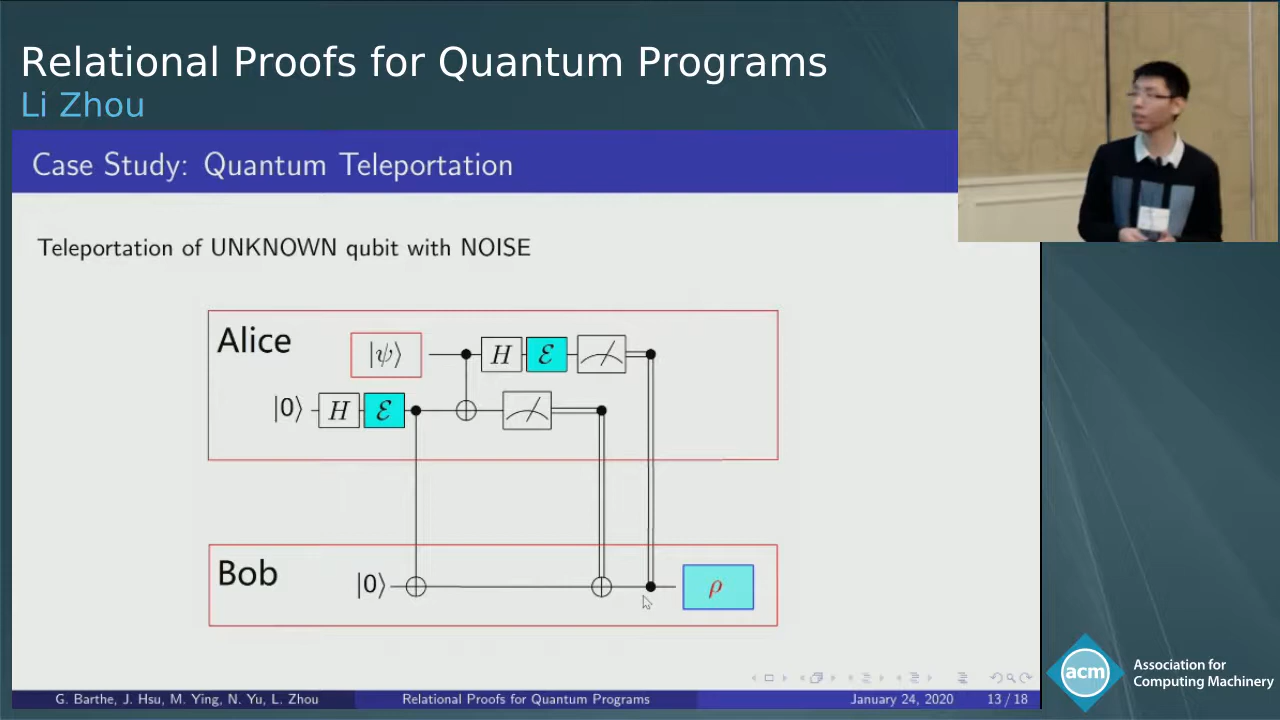 Relational Proofs for Quantum Programs
Li Zhou
Case Study: Quantum Teleportation
Teleportation of UNKNOWN qubit with NOISE
Alice
|ψ⟩ H ℰ
|0⟩ H ℰ
Bob
|0⟩ ρ
G. Barthe, J. Hsu, M. Ying, N. Yu, L. Zhou Relational Proofs for Quantum Programs January 24, 2020 13 / 18
acm
Association for
Computing Machinery